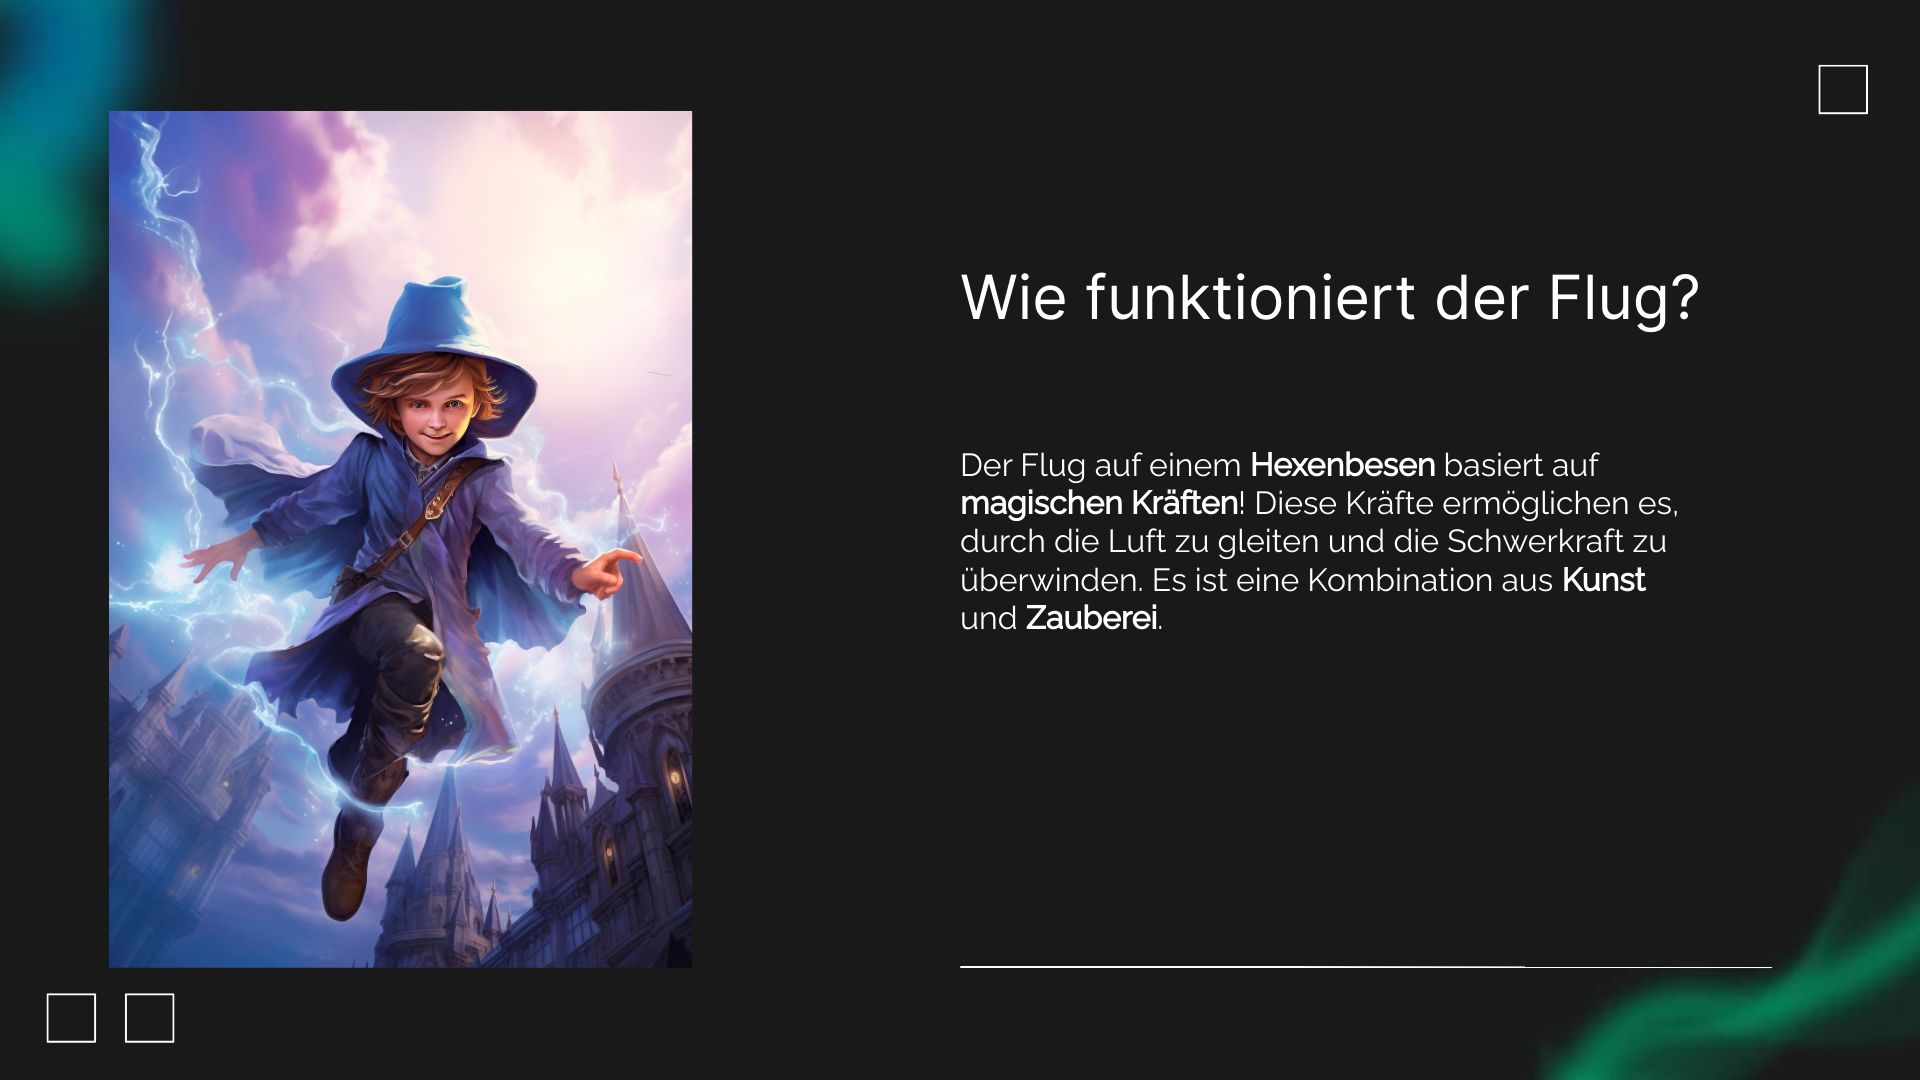 Wie funktioniert der Flug?
Der Flug auf einem Hexenbesen basiert auf
magischen Kräften! Diese Kräfte ermöglichen es,
durch die Luft zu gleiten und die Schwerkraft zu
überwinden. Es ist eine Kombination aus Kunst
und Zauberei.